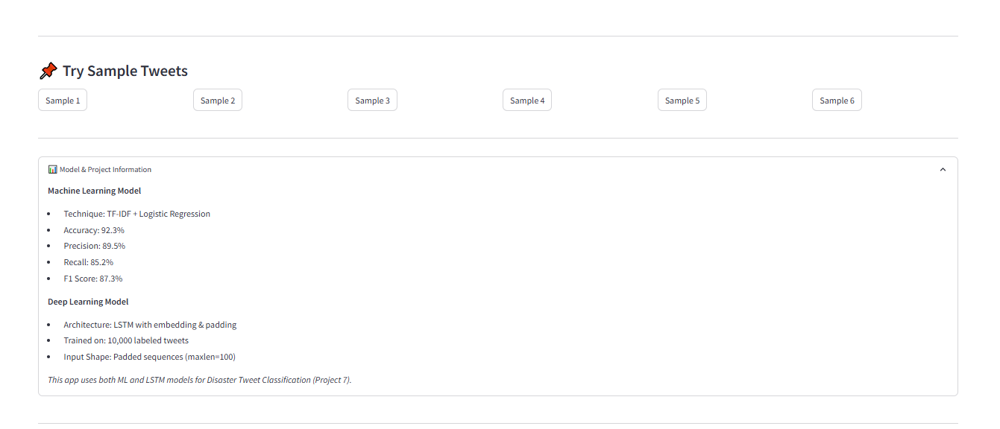 Try Sample Tweets
Sample 1 Sample 2 Sample 3 Sample 4 Sample 5 Sample 6
Model & Project Information
Machine Learning Model
• Technique: TF-IDF + Logistic Regression
• Accuracy: 92.3%
• Precision: 89.5%
• Recall: 85.2%
• F1 Score: 87.3%
Deep Learning Model
• Architecture: LSTM with embedding & padding
• Trained on: 10,000 labeled tweets
• Input Shape: Padded sequences (maxlen=100)
This app uses both ML and LSTM models for Disaster Tweet Classification (Project 7).